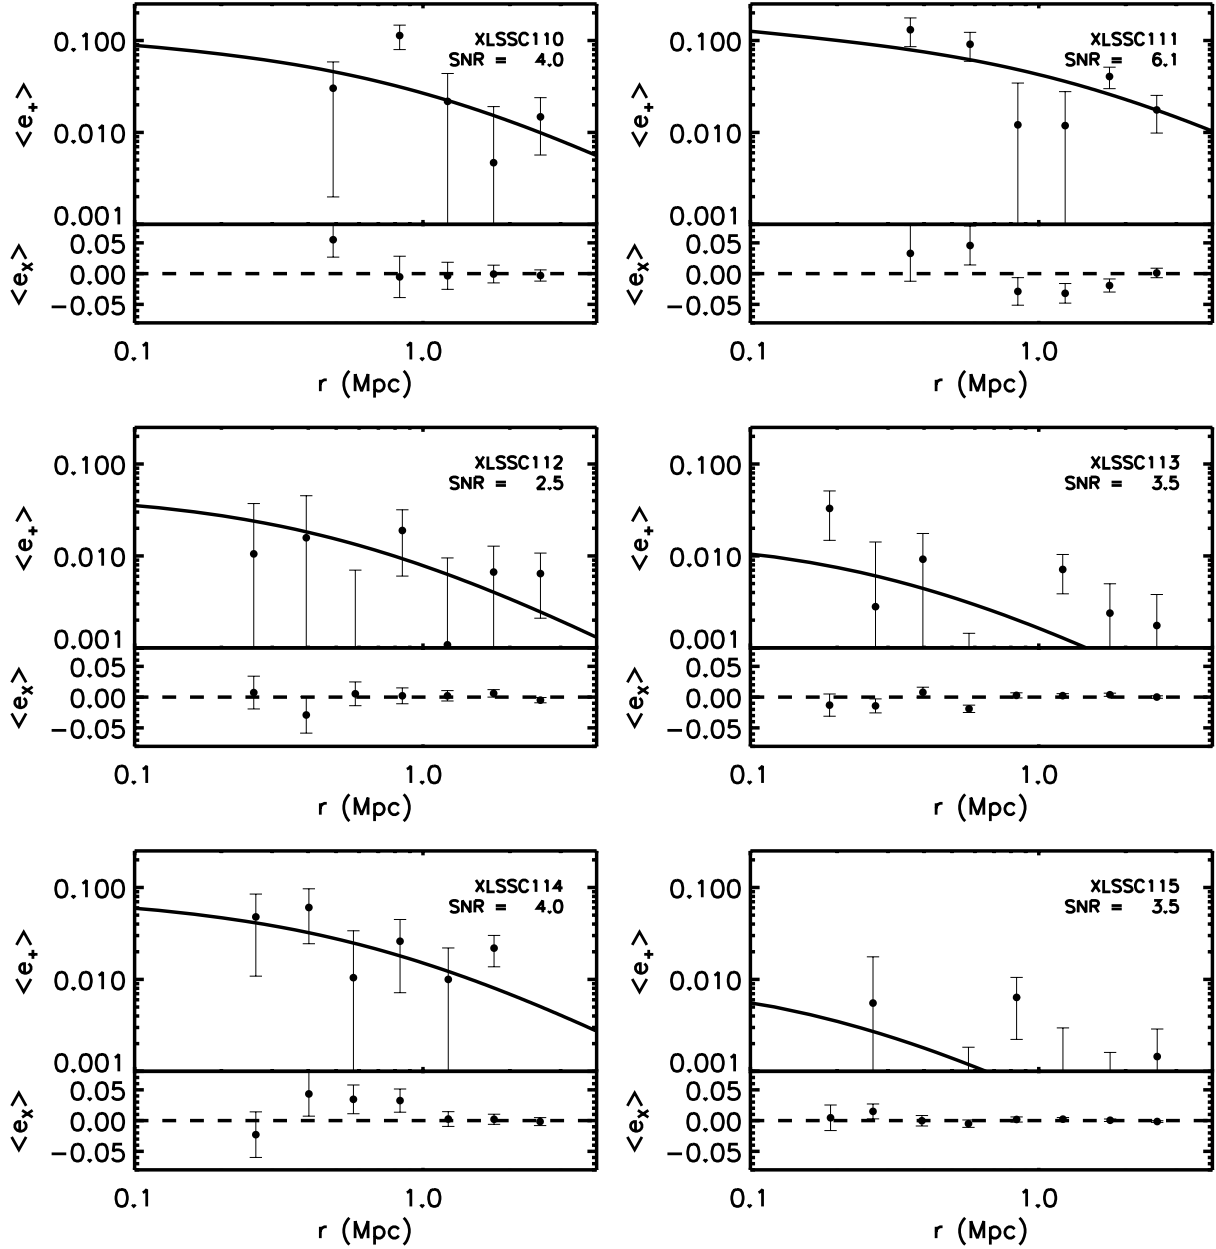 XLSSC110
SNR = 4.0
0.100
0.010
0.001
<e+>
0.05
0.00
−0.05
<ex>
0.1
1.0
r (Mpc)
XLSSC111
SNR = 6.1
0.100
0.010
0.001
<e+>
0.05
0.00
−0.05
<ex>
0.1
1.0
r (Mpc)
XLSSC112
SNR = 2.5
0.100
0.010
0.001
<e+>
0.05
0.00
−0.05
<ex>
0.1
1.0
r (Mpc)
XLSSC113
SNR = 3.5
0.100
0.010
0.001
<e+>
0.05
0.00
−0.05
<ex>
0.1
1.0
r (Mpc)
XLSSC114
SNR = 4.0
0.100
0.010
0.001
<e+>
0.05
0.00
−0.05
<ex>
0.1
1.0
r (Mpc)
XLSSC115
SNR = 3.5
0.100
0.010
0.001
<e+>
0.05
0.00
−0.05
<ex>
0.1
1.0
r (Mpc)